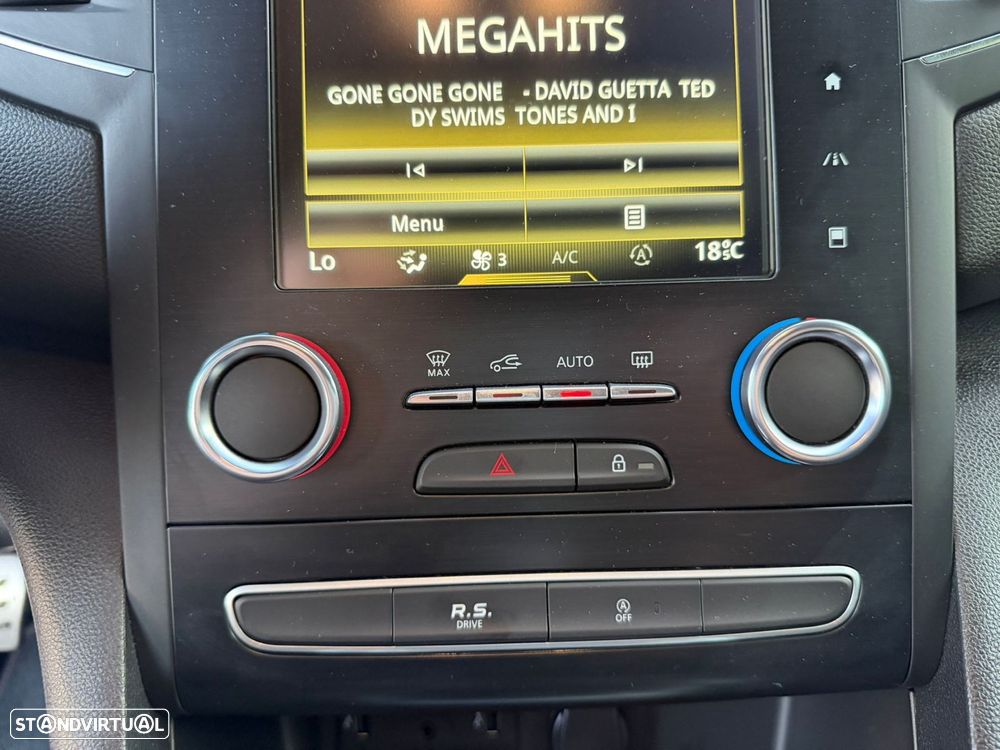 MEGAHITS
GONE GONE GONE - DAVID GUETTA TED
DY SWIMS TONES AND I
Menu
Lo 3 A/C A 18.5°C
MAX AUTO
R.S.
DRIVE
A
OFF
STANDVIRTUAL